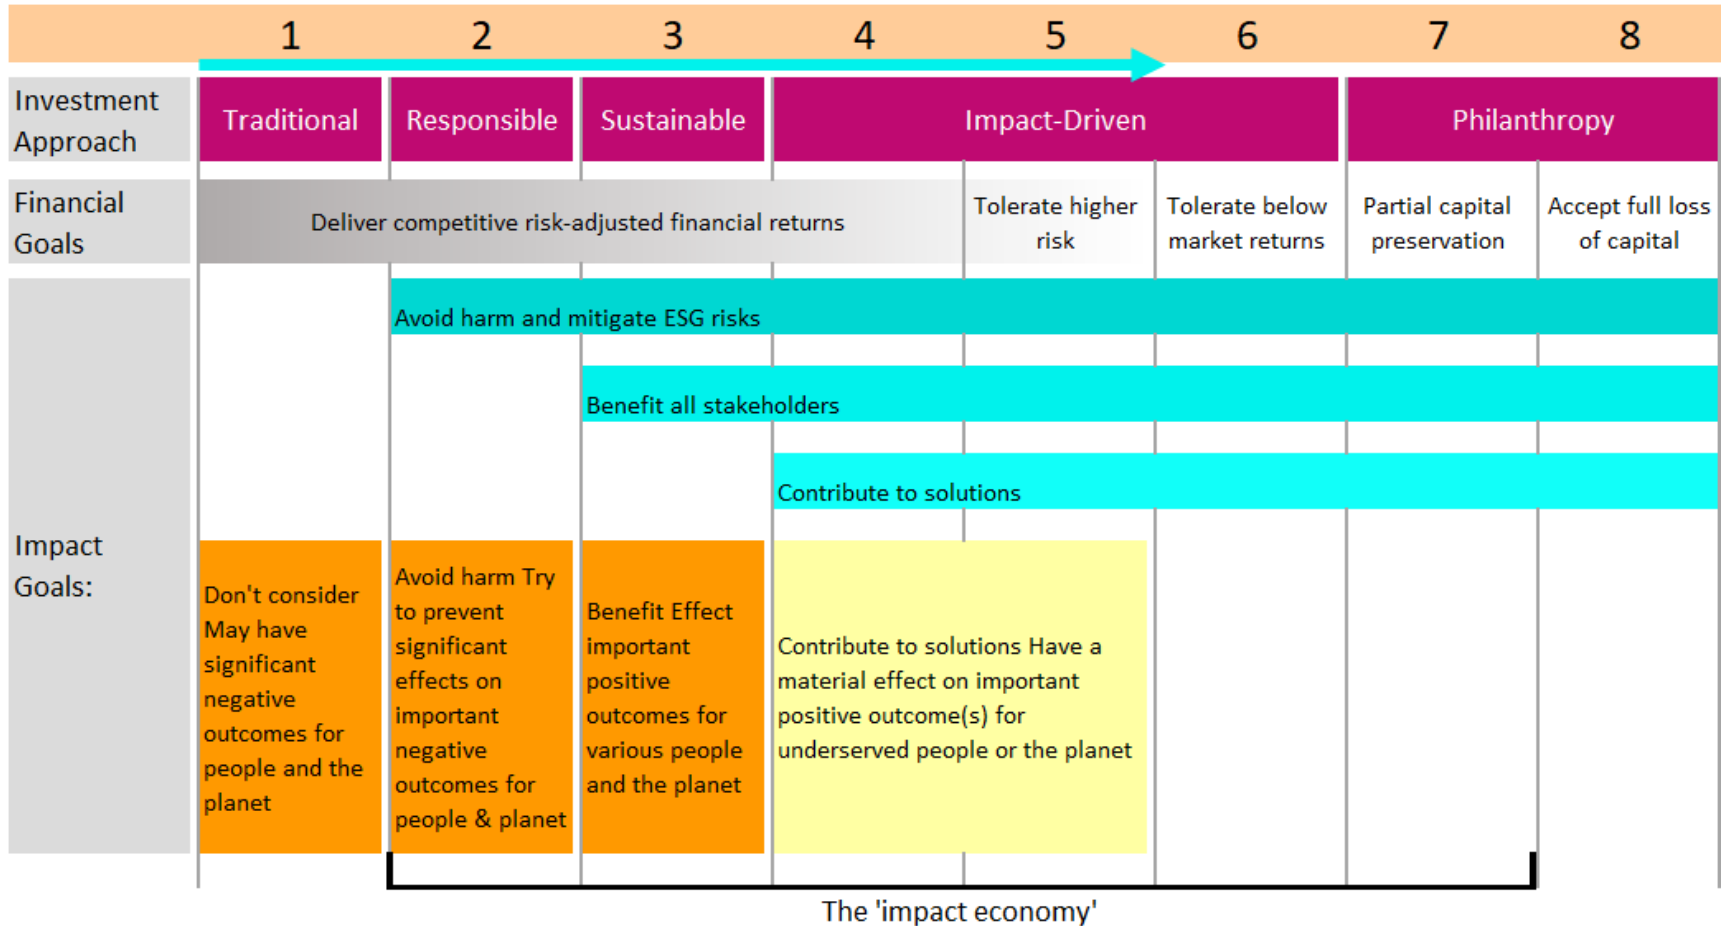 1 2 3 4 5 6 7 8
Investment
Approach
Traditional
Responsible
Sustainable
Impact-Driven
Philanthropy
Financial
Goals
Deliver competitive risk-adjusted financial returns
Tolerate higher
risk
Tolerate below
market returns
Partial capital
preservation
Accept full loss
of capital
Impact
Goals:
Avoid harm and mitigate ESG risks
Benefit all stakeholders
Contribute to solutions
Don't consider
May have
significant
negative
outcomes for
people and the
planet
Avoid harm Try
to prevent
significant
effects on
important
negative
outcomes for
people & planet
Benefit Effect
important
positive
outcomes for
various people
and the planet
Contribute to solutions Have a
material effect on important
positive outcome(s) for
underserved people or the planet
The 'impact economy'